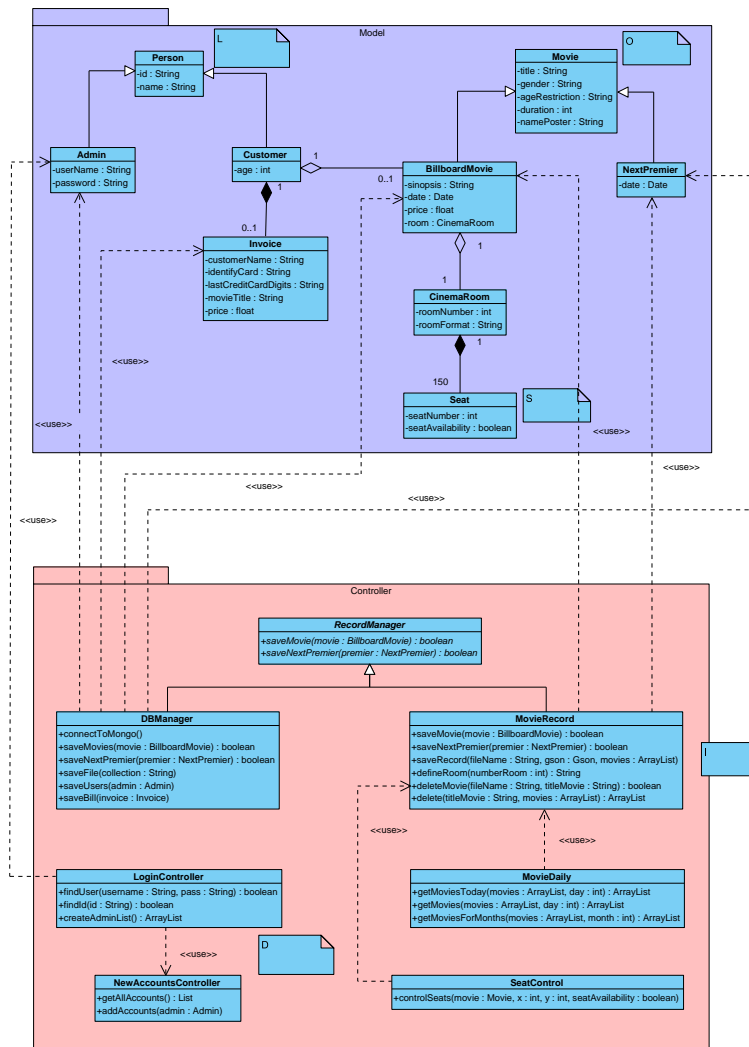 Model
Person
-id : String
-name : String
L
Movie
-title : String
-gender : String
-ageRestriction : String
-duration : int
-namePoster : String
O
Admin
-userName : String
-password : String
Customer
-age : int
1
0..1
BillboardMovie
-sinopsis : String
-date : Date
-price : float
-room : CinemaRoom
NextPremier
-date : Date
1
0..1
Invoice
-customerName : String
-identifyCard : String
-lastCreditCardDigits : String
-movieTitle : String
-price : float
1
1
CinemaRoom
-roomNumber : int
-roomFormat : String
1
150
Seat
-seatNumber : int
-seatAvailability : boolean
S
<<use>>
<<use>>
<<use>>
<<use>>
<<use>>
<<use>>
<<use>>
Controller
RecordManager
+saveMovie(movie : BillboardMovie) : boolean
+saveNextPremier(premier : NextPremier) : boolean
DBManager
+connectToMongo()
+saveMovies(movie : BillboardMovie) : boolean
+saveNextPremier(premier : NextPremier) : boolean
+saveFile(collection : String)
+saveUsers(admin : Admin)
+saveBill(invoice : Invoice)
MovieRecord
+saveMovie(movie : BillboardMovie) : boolean
+saveNextPremier(premier : NextPremier) : boolean
+saveRecord(fileName : String, gson : Gson, movies : ArrayList)
+defineRoom(numberRoom : int) : String
+deleteMovie(fileName : String, titleMovie : String) : boolean
+delete(titleMovie : String, movies : ArrayList) : ArrayList
I
<<use>>
<<use>>
LoginController
+findUser(username : String, pass : String) : boolean
+findId(id : String) : boolean
+createAdminList() : ArrayList
MovieDaily
+getMoviesToday(movies : ArrayList, day : int) : ArrayList
+getMovies(movies : ArrayList, day : int) : ArrayList
+getMoviesForMonths(movies : ArrayList, month : int) : ArrayList
D
<<use>>
NewAccountsController
+getAllAccounts() : List
+addAccounts(admin : Admin)
SeatControl
+controlSeats(movie : Movie, x : int, y : int, seatAvailability : boolean)